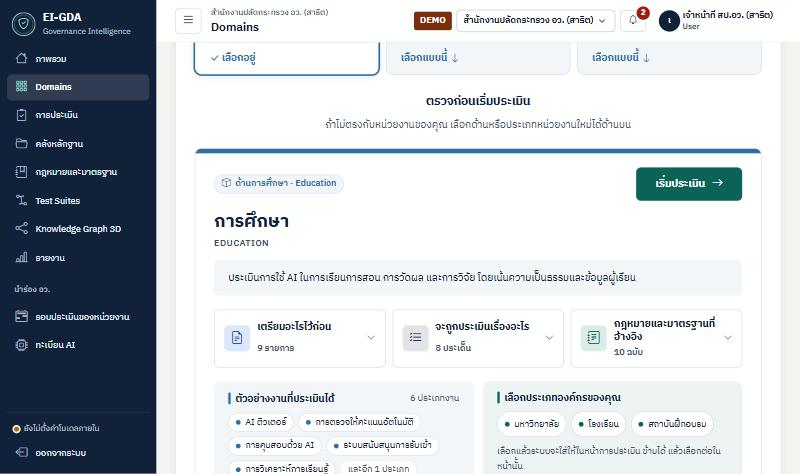 EI-GDA
Governance Intelligence
ภาพรวม
Domains
การประเมิน
คลังหลักฐาน
กฎหมายและมาตรฐาน
Test Suites
Knowledge Graph 3D
รายงาน
นำร่อง อว.
รอบประเมินของหน่วยงาน
ทะเบียน AI
ยังไม่ตั้งค่าโมเดลภายใน
ออกจากระบบ
สำนักงานปลัดกระทรวง อว. (สาธิต)
Domains
DEMO
สำนักงานปลัดกระทรวง อว. (สาธิต)
2
เ
เจ้าหน้าที่ สป.อว. (สาธิต)
User
✓ เลือกอยู่
เลือกแบบนี้ ↓
เลือกแบบนี้ ↓
ตรวจก่อนเริ่มประเมิน
ถ้าไม่ตรงกับหน่วยงานของคุณ เลือกด้านหรือประเภทหน่วยงานใหม่ได้ด้านบน
ด้านการศึกษา · Education
เริ่มประเมิน →
การศึกษา
EDUCATION
ประเมินการใช้ AI ในการเรียนการสอน การวัดผล และการวิจัย โดยเน้นความเป็นธรรมและข้อมูลผู้เรียน
เตรียมอะไรไว้ก่อน
9 รายการ
จะถูกประเมินเรื่องอะไร
8 ประเด็น
กฎหมายและมาตรฐานที่
อ้างอิง
10 ฉบับ
ตัวอย่างงานที่ประเมินได้
6 ประเภทงาน
AI ติวเตอร์
การตรวจให้คะแนนอัตโนมัติ
การคุมสอบด้วย AI
ระบบสนับสนุนการรับเข้า
การวิเคราะห์การเรียนรู้
และอีก 1 ประเภท
เลือกประเภทองค์กรของคุณ
มหาวิทยาลัย
โรงเรียน
สถาบันฝึกอบรม
เลือกแล้วระบบจะใส่ให้ในหน้าการประเมิน ข้ามได้ แล้วเลือกต่อใน
หน้านั้น